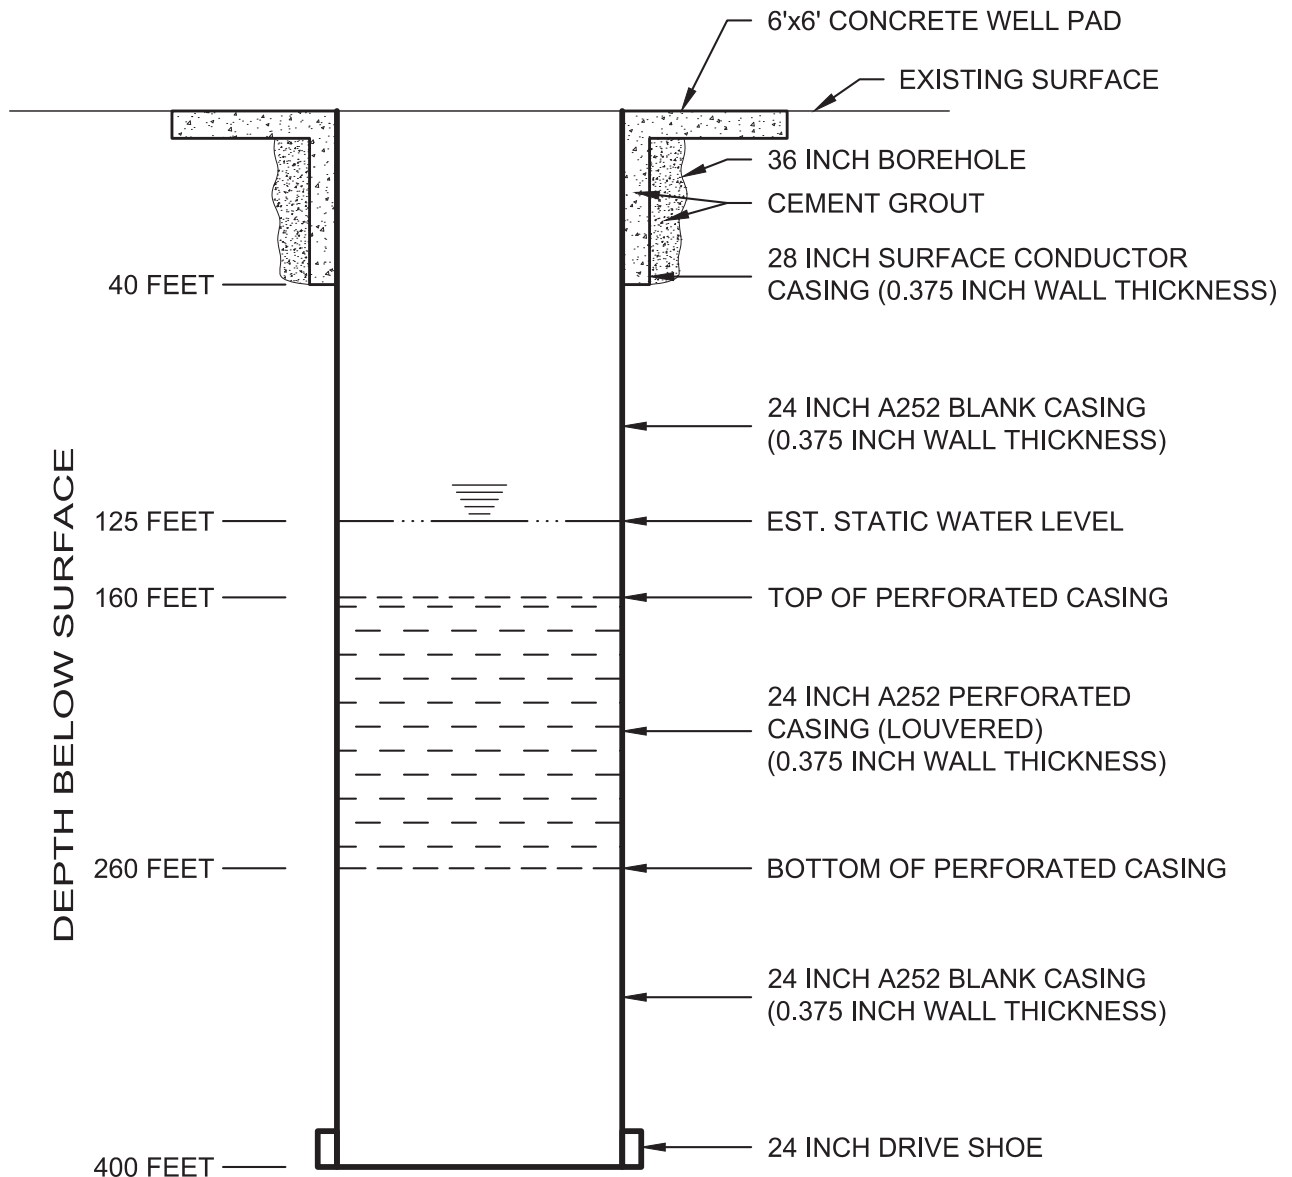 6'x6' CONCRETE WELL PAD
EXISTING SURFACE
36 INCH BOREHOLE
CEMENT GROUT
28 INCH SURFACE CONDUCTOR
CASING (0.375 INCH WALL THICKNESS)
40 FEET
24 INCH A252 BLANK CASING
(0.375 INCH WALL THICKNESS)
DEPTH BELOW SURFACE
125 FEET
EST. STATIC WATER LEVEL
160 FEET
TOP OF PERFORATED CASING
24 INCH A252 PERFORATED
CASING (LOUVERED)
(0.375 INCH WALL THICKNESS)
260 FEET
BOTTOM OF PERFORATED CASING
24 INCH A252 BLANK CASING
(0.375 INCH WALL THICKNESS)
24 INCH DRIVE SHOE
400 FEET